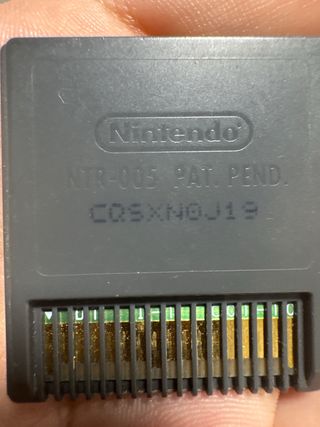 Nintendo
NTR-005 PAT. PEND.
CQSXN0J19